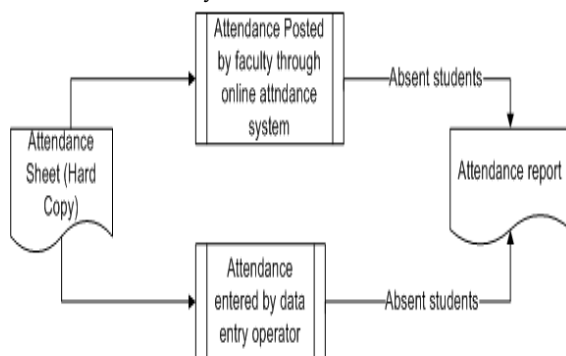 Attendance Posted
by faculty through
online attndance
system
Absent students
Attendance
Sheet (Hard
Copy)
Attendance report
Attendance
entered by data
entry operator
Absent students